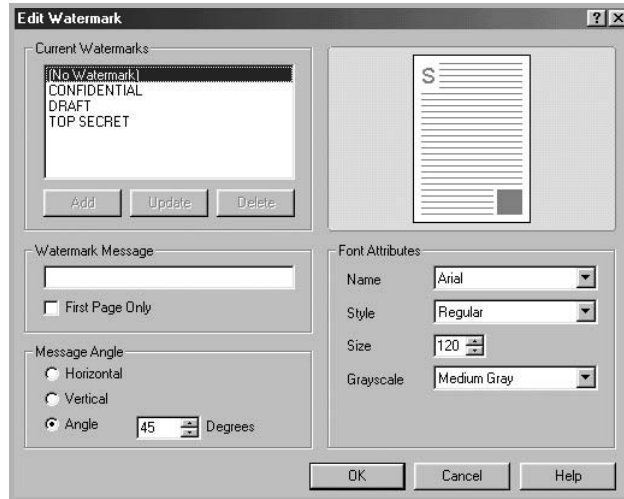 Edit Watermark
Current Watermarks
(No Watermark)
CONFIDENTIAL
DRAFT
TOP SECRET
Add Update Delete
S
Watermark Message
First Page Only
Message Angle
Horizontal
Vertical
Angle 45 Degrees
Font Attributes
Name Arial
Style Regular
Size 120
Grayscale Medium Gray
OK Cancel Help